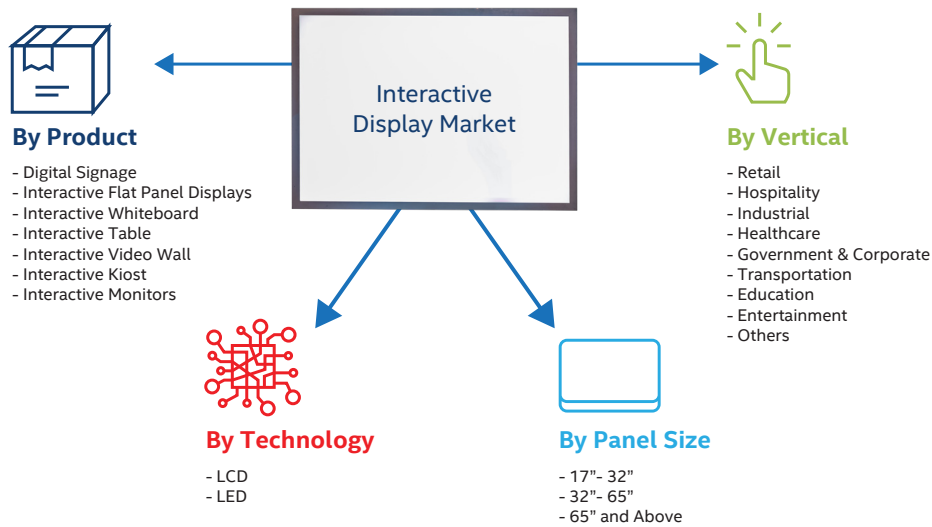 Interactive
Display Market
By Product
- Digital Signage
- Interactive Flat Panel Displays
- Interactive Whiteboard
- Interactive Table
- Interactive Video Wall
- Interactive Kiost
- Interactive Monitors
By Vertical
- Retail
- Hospitality
- Industrial
- Healthcare
- Government & Corporate
- Transportation
- Education
- Entertainment
- Others
By Technology
- LCD
- LED
By Panel Size
- 17”- 32”
- 32”- 65”
- 65” and Above